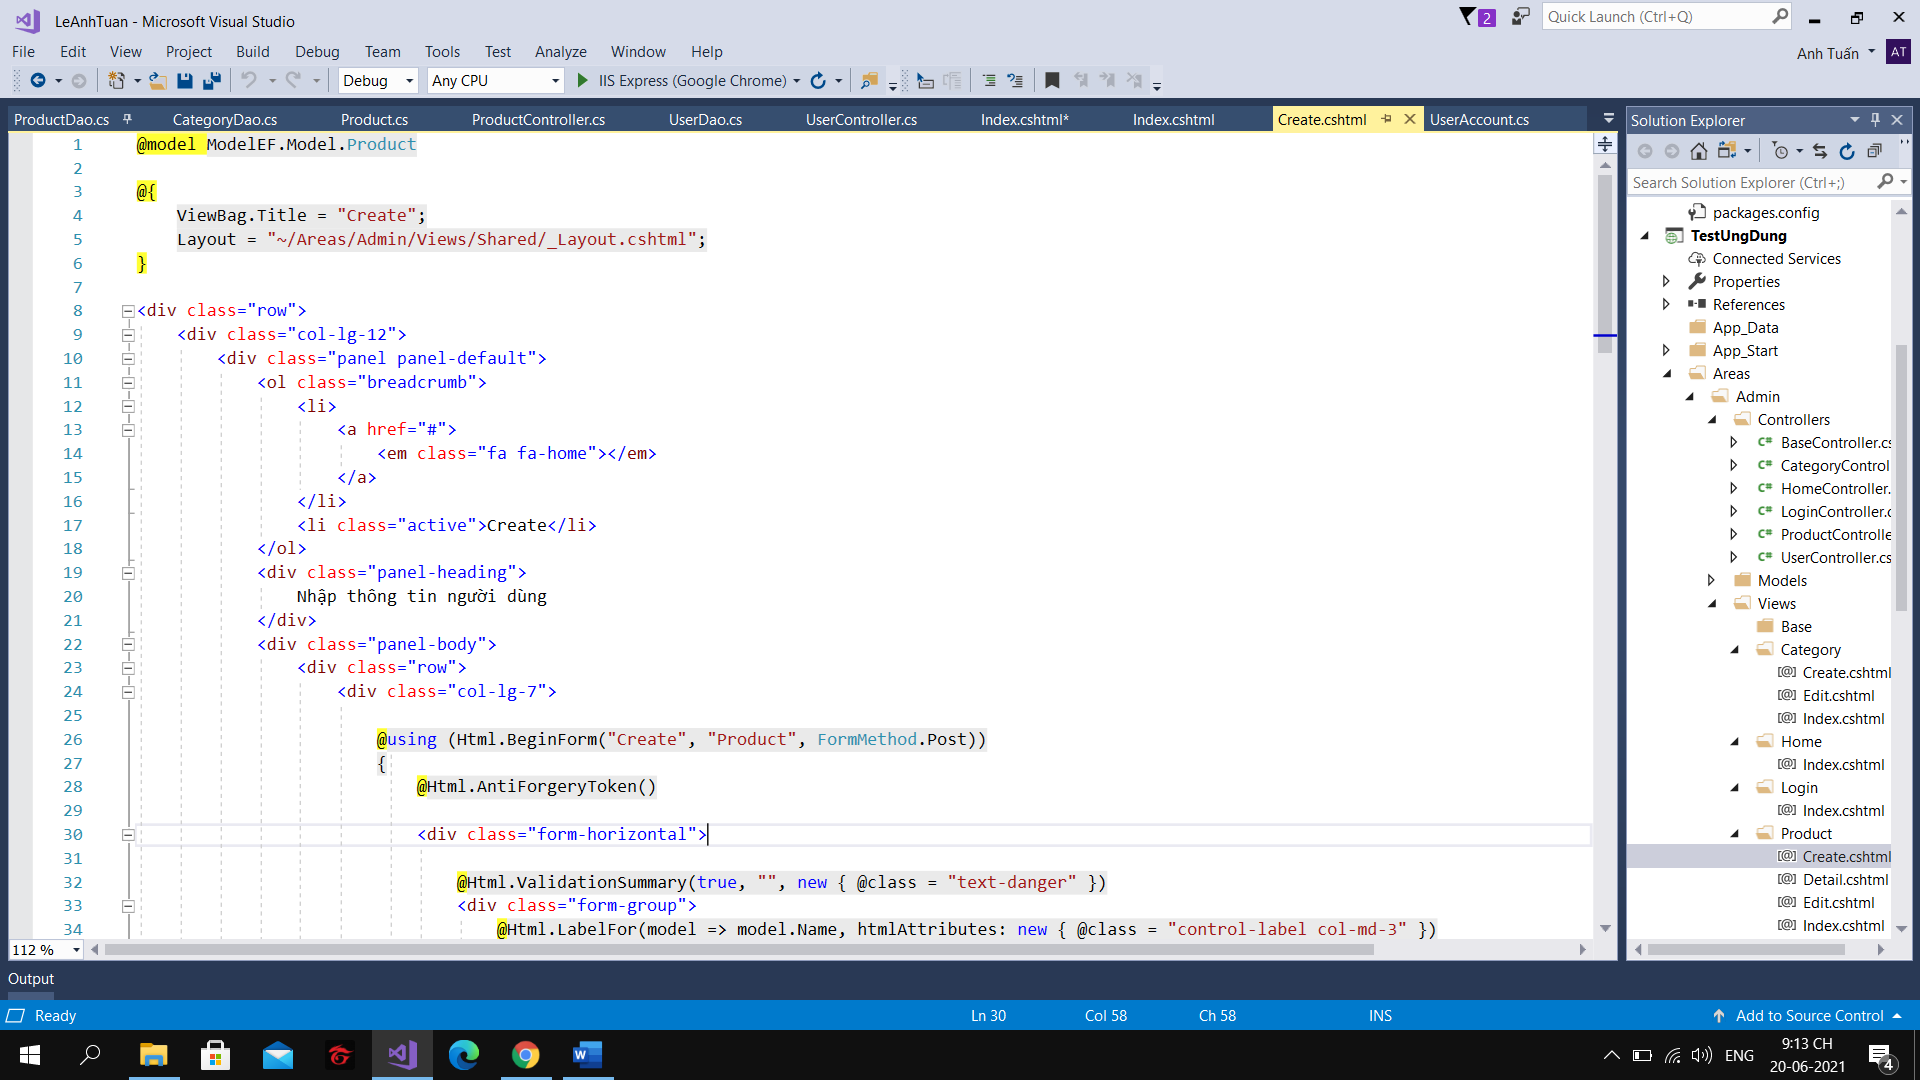 LeAnhTuan - Microsoft Visual Studio
2
Quick Launch (Ctrl+Q)
File Edit View Project Build Debug Team Tools Test Analyze Window Help
Anh Tuấn AT
Debug Any CPU IIS Express (Google Chrome)
ProductDao.cs CategoryDao.cs Product.cs ProductController.cs UserDao.cs UserController.cs Index.cshtml* Index.cshtml Create.cshtml UserAccount.cs
1 @model ModelEF.Model.Product
2
3 @{
4 ViewBag.Title = "Create";
5 Layout = "~/Areas/Admin/Views/Shared/_Layout.cshtml";
6 }
7
8 <div class="row">
9 <div class="col-lg-12">
10 <div class="panel panel-default">
11 <ol class="breadcrumb">
12 <li>
13 <a href="#">
14 <em class="fa fa-home"></em>
15 </a>
16 </li>
17 <li class="active">Create</li>
18 </ol>
19 <div class="panel-heading">
20 Nhập thông tin người dùng
21 </div>
22 <div class="panel-body">
23 <div class="row">
24 <div class="col-lg-7">
25
26 @using (Html.BeginForm("Create", "Product", FormMethod.Post))
27 {
28 @Html.AntiForgeryToken()
29
30 <div class="form-horizontal">
31
32 @Html.ValidationSummary(true, "", new { @class = "text-danger" })
33 <div class="form-group">
34 @Html.LabelFor(model => model.Name, htmlAttributes: new { @class = "control-label col-md-3" })
112 %
Solution Explorer
Search Solution Explorer (Ctrl+;)
packages.config
TestUngDung
Connected Services
Properties
References
App_Data
App_Start
Areas
Admin
Controllers
C# BaseController.cs
C# CategoryControl
C# HomeController.
C# LoginController.c
C# ProductControlle
C# UserController.cs
Models
Views
Base
Category
[@] Create.cshtml
[@] Edit.cshtml
[@] Index.cshtml
Home
[@] Index.cshtml
Login
[@] Index.cshtml
Product
[@] Create.cshtml
[@] Detail.cshtml
[@] Edit.cshtml
[@] Index.cshtml
Output
Ready Ln 30 Col 58 Ch 58 INS Add to Source Control
ENG 9:13 CH
20-06-2021
4